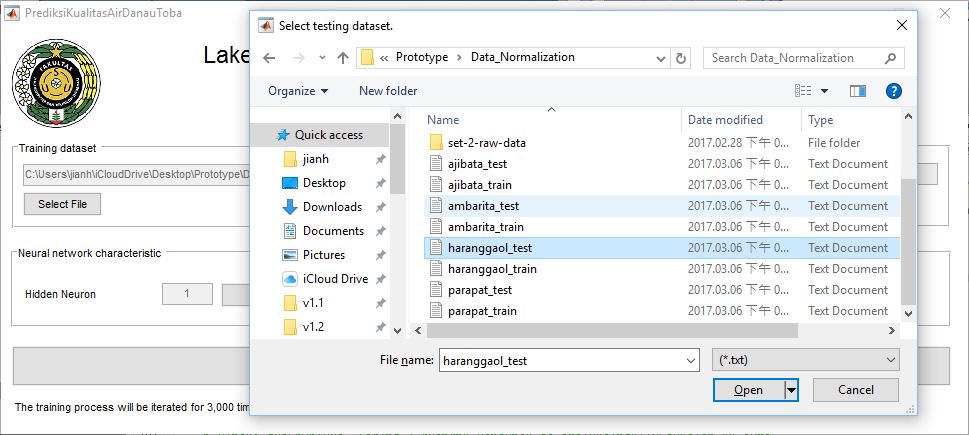 PrediksiKualitasAirDanauToba
Lake
FAKULTAS
Training dataset
C:\Users\jianh\iCloudDrive\Desktop\Prototype\D
Select File
Neural network characteristic
Hidden Neuron
1
The training process will be iterated for 3,000 tim
Select testing dataset.
« Prototype > Data_Normalization
Search Data_Normalization
Organize
New folder
Quick access
jianh
Desktop
Downloads
Documents
Pictures
iCloud Drive
v1.1
v1.2
Name Date modified Type
set-2-raw-data 2017.02.28 下午 0... File folder
ajibata_test 2017.03.06 下午 0... Text Document
ajibata_train 2017.03.06 下午 0... Text Document
ambarita_test 2017.03.06 下午 0... Text Document
ambarita_train 2017.03.06 下午 0... Text Document
haranggaol_test 2017.03.06 下午 0... Text Document
haranggaol_train 2017.03.06 下午 0... Text Document
parapat_test 2017.03.06 下午 0... Text Document
parapat_train 2017.03.06 下午 0... Text Document
File name: haranggaol_test (*.txt)
Open Cancel